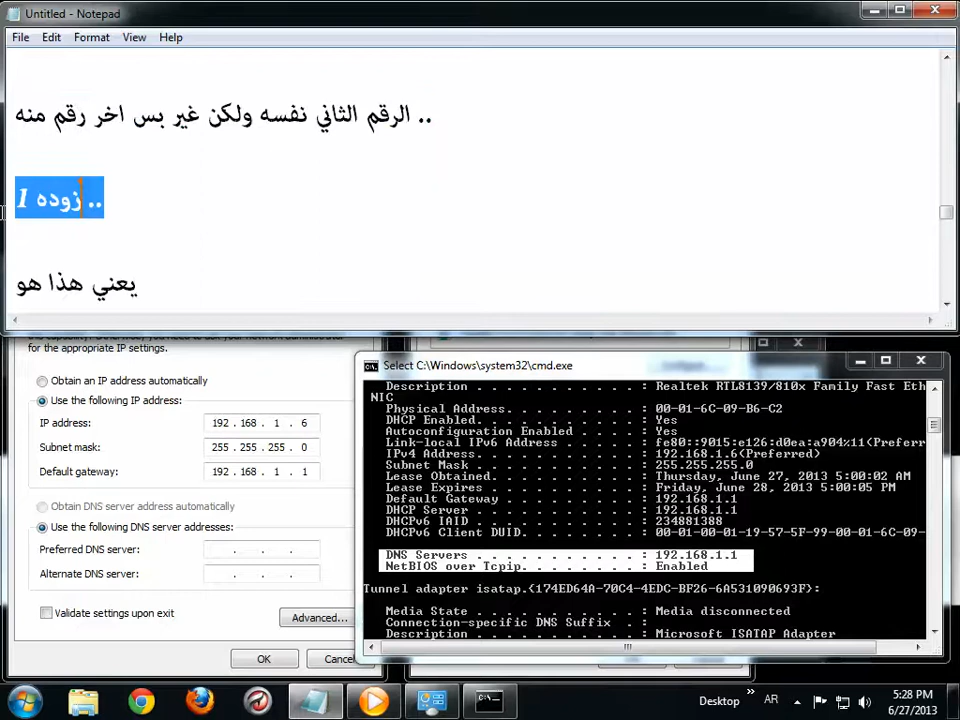 Untitled - Notepad
File Edit Format View Help
.. الرقم الثاني نفسه ولكن غير بس اخر رقم منه
.. زوده 1
يعني هذا هو
for the appropriate IP settings.
Obtain an IP address automatically
Use the following IP address:
IP address: 192 . 168 . 1 . 6
Subnet mask: 255 . 255 . 255 . 0
Default gateway: 192 . 168 . 1 . 1
Obtain DNS server address automatically
Use the following DNS server addresses:
Preferred DNS server: . . .
Alternate DNS server: . . .
Validate settings upon exit
Advanced...
OK Cance
Select C:\Windows\system32\cmd.exe
Description . . . . . . . . . . . : Realtek RTL8139/810x Family Fast Eth
NIC
Physical Address. . . . . . . . . : 00-01-6C-09-B6-C2
DHCP Enabled. . . . . . . . . . . : Yes
Autoconfiguration Enabled . . . . : Yes
Link-local IPv6 Address . . . . . : fe80::9015:e126:d0ea:a904%11(Preferr
IPv4 Address. . . . . . . . . . . : 192.168.1.6(Preferred)
Subnet Mask . . . . . . . . . . . : 255.255.255.0
Lease Obtained. . . . . . . . . . : Thursday, June 27, 2013 5:00:02 AM
Lease Expires . . . . . . . . . . : Friday, June 28, 2013 5:00:05 PM
Default Gateway . . . . . . . . . : 192.168.1.1
DHCP Server . . . . . . . . . . . : 192.168.1.1
DHCPv6 IAID . . . . . . . . . . . : 234881388
DHCPv6 Client DUID. . . . . . . . : 00-01-00-01-19-57-5F-99-00-01-6C-09-
DNS Servers . . . . . . . . . . . : 192.168.1.1
NetBIOS over Tcpip. . . . . . . . : Enabled
Tunnel adapter isatap.{174ED64A-70C4-4EDC-BF26-6A531090693F}:
Media State . . . . . . . . . . . : Media disconnected
Connection-specific DNS Suffix . :
Description . . . . . . . . . . . : Microsoft ISATAP Adapter
Desktop » AR 5:28 PM
6/27/2013